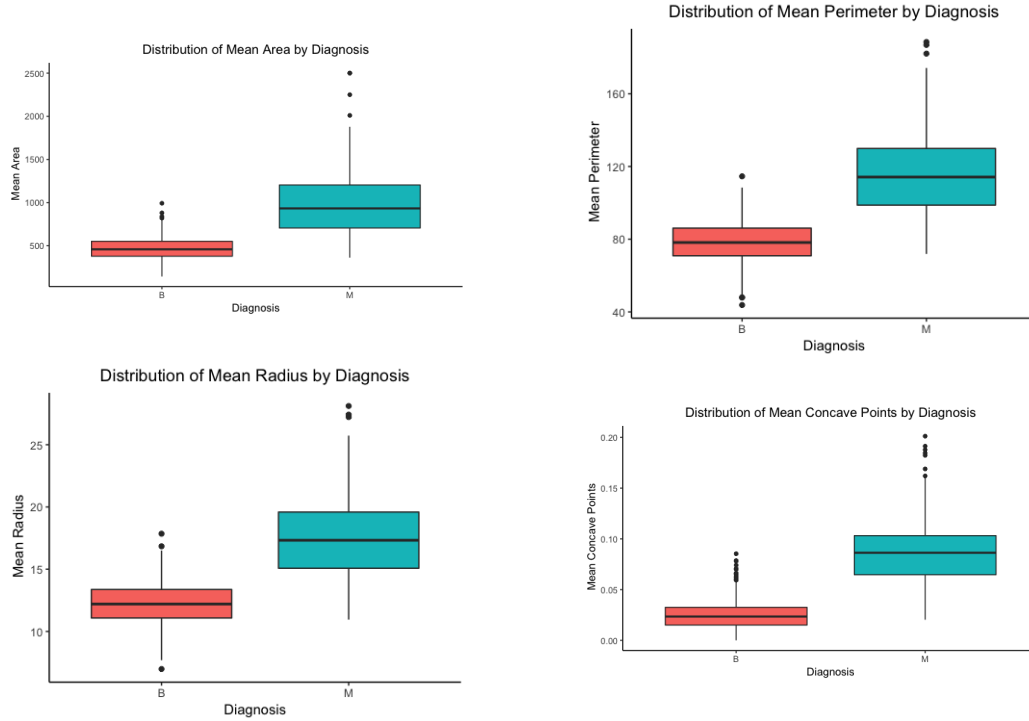 Distribution of Mean Area by Diagnosis
Mean Area
2500
2000
1500
1000
500
B M
Diagnosis
Distribution of Mean Perimeter by Diagnosis
Mean Perimeter
160
120
80
40
B M
Diagnosis
Distribution of Mean Radius by Diagnosis
Mean Radius
25
20
15
10
B M
Diagnosis
Distribution of Mean Concave Points by Diagnosis
Mean Concave Points
0.20
0.15
0.10
0.05
0.00
B M
Diagnosis